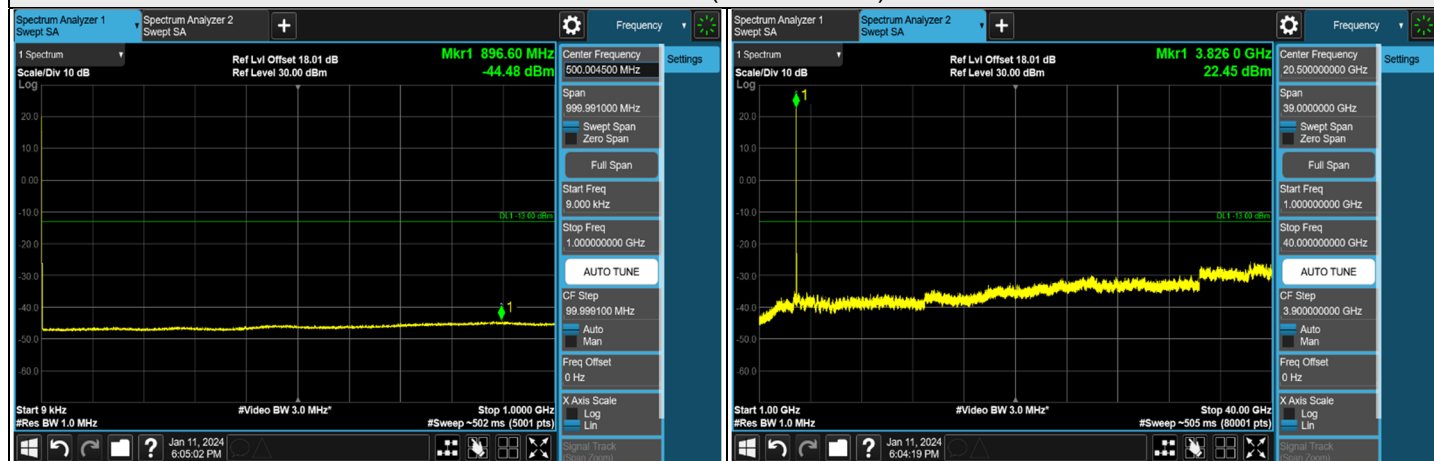 Spectrum Analyzer 1
Swept SA
Spectrum Analyzer 2
Swept SA
Frequency
1 Spectrum
Scale/Div 10 dB
Log
Ref Lvl Offset 18.01 dB
Ref Level 30.00 dBm
Mkr1 896.60 MHz
-44.48 dBm
1
20.0
10.0
0.00
-10.0
-20.0
-30.0
-40.0
-50.0
-60.0
DL1 -13.00 dBm
Start 9 kHz
#Res BW 1.0 MHz
#Video BW 3.0 MHz*
Stop 1.0000 GHz
#Sweep ~502 ms (5001 pts)
Center Frequency
500.004500 MHz
Settings
Span
999.991000 MHz
Swept Span
Zero Span
Full Span
Start Freq
9.000 kHz
Stop Freq
1.000000000 GHz
AUTO TUNE
CF Step
99.999100 MHz
Auto
Man
Freq Offset
0 Hz
X Axis Scale
Log
Lin
Signal Track
(Span Zoom)
?
Jan 11, 2024
6:05:02 PM
Spectrum Analyzer 1
Swept SA
Spectrum Analyzer 2
Swept SA
Frequency
1 Spectrum
Scale/Div 10 dB
Log
Ref Lvl Offset 18.01 dB
Ref Level 30.00 dBm
Mkr1 3.826 0 GHz
22.45 dBm
1
20.0
10.0
0.00
-10.0
-20.0
-30.0
-40.0
-50.0
-60.0
DL1 -13.00 dBm
Start 1.00 GHz
#Res BW 1.0 MHz
#Video BW 3.0 MHz*
Stop 40.00 GHz
#Sweep ~505 ms (80001 pts)
Center Frequency
20.500000000 GHz
Settings
Span
39.0000000 GHz
Swept Span
Zero Span
Full Span
Start Freq
1.000000000 GHz
Stop Freq
40.000000000 GHz
AUTO TUNE
CF Step
3.900000000 GHz
Auto
Man
Freq Offset
0 Hz
X Axis Scale
Log
Lin
Signal Track
(Span Zoom)
?
Jan 11, 2024
6:04:19 PM